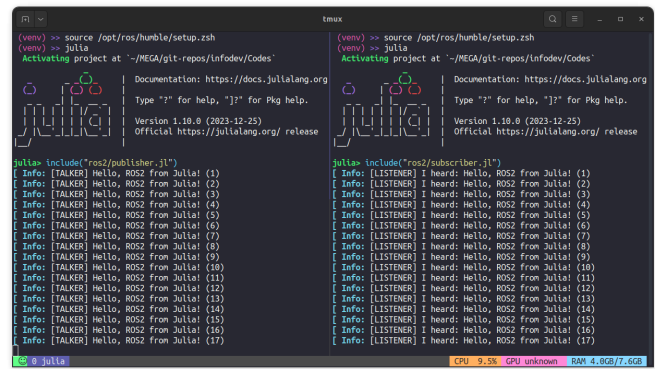 tmux
(venv) >> source /opt/ros/humble/setup.zsh
(venv) >> julia
Activating project at `~/MEGA/git-repos/infodev/Codes`
Documentation: https://docs.julialang.org
Type "?" for help, "]?" for Pkg help.
Version 1.10.0 (2023-12-25)
Official https://julialang.org/ release
julia> include("ros2/publisher.jl")
[ Info: [TALKER] Hello, ROS2 from Julia! (1)
[ Info: [TALKER] Hello, ROS2 from Julia! (2)
[ Info: [TALKER] Hello, ROS2 from Julia! (3)
[ Info: [TALKER] Hello, ROS2 from Julia! (4)
[ Info: [TALKER] Hello, ROS2 from Julia! (5)
[ Info: [TALKER] Hello, ROS2 from Julia! (6)
[ Info: [TALKER] Hello, ROS2 from Julia! (7)
[ Info: [TALKER] Hello, ROS2 from Julia! (8)
[ Info: [TALKER] Hello, ROS2 from Julia! (9)
[ Info: [TALKER] Hello, ROS2 from Julia! (10)
[ Info: [TALKER] Hello, ROS2 from Julia! (11)
[ Info: [TALKER] Hello, ROS2 from Julia! (12)
[ Info: [TALKER] Hello, ROS2 from Julia! (13)
[ Info: [TALKER] Hello, ROS2 from Julia! (14)
[ Info: [TALKER] Hello, ROS2 from Julia! (15)
[ Info: [TALKER] Hello, ROS2 from Julia! (16)
[ Info: [TALKER] Hello, ROS2 from Julia! (17)
(venv) >> source /opt/ros/humble/setup.zsh
(venv) >> julia
Activating project at `~/MEGA/git-repos/infodev/Codes`
Documentation: https://docs.julialang.org
Type "?" for help, "]?" for Pkg help.
Version 1.10.0 (2023-12-25)
Official https://julialang.org/ release
julia> include("ros2/subscriber.jl")
[ Info: [LISTENER] I heard: Hello, ROS2 from Julia! (1)
[ Info: [LISTENER] I heard: Hello, ROS2 from Julia! (2)
[ Info: [LISTENER] I heard: Hello, ROS2 from Julia! (3)
[ Info: [LISTENER] I heard: Hello, ROS2 from Julia! (4)
[ Info: [LISTENER] I heard: Hello, ROS2 from Julia! (5)
[ Info: [LISTENER] I heard: Hello, ROS2 from Julia! (6)
[ Info: [LISTENER] I heard: Hello, ROS2 from Julia! (7)
[ Info: [LISTENER] I heard: Hello, ROS2 from Julia! (8)
[ Info: [LISTENER] I heard: Hello, ROS2 from Julia! (9)
[ Info: [LISTENER] I heard: Hello, ROS2 from Julia! (10)
[ Info: [LISTENER] I heard: Hello, ROS2 from Julia! (11)
[ Info: [LISTENER] I heard: Hello, ROS2 from Julia! (12)
[ Info: [LISTENER] I heard: Hello, ROS2 from Julia! (13)
[ Info: [LISTENER] I heard: Hello, ROS2 from Julia! (14)
[ Info: [LISTENER] I heard: Hello, ROS2 from Julia! (15)
[ Info: [LISTENER] I heard: Hello, ROS2 from Julia! (16)
[ Info: [LISTENER] I heard: Hello, ROS2 from Julia! (17)
0 julia
CPU 9.5% GPU unknown RAM 4.0GB/7.6GB